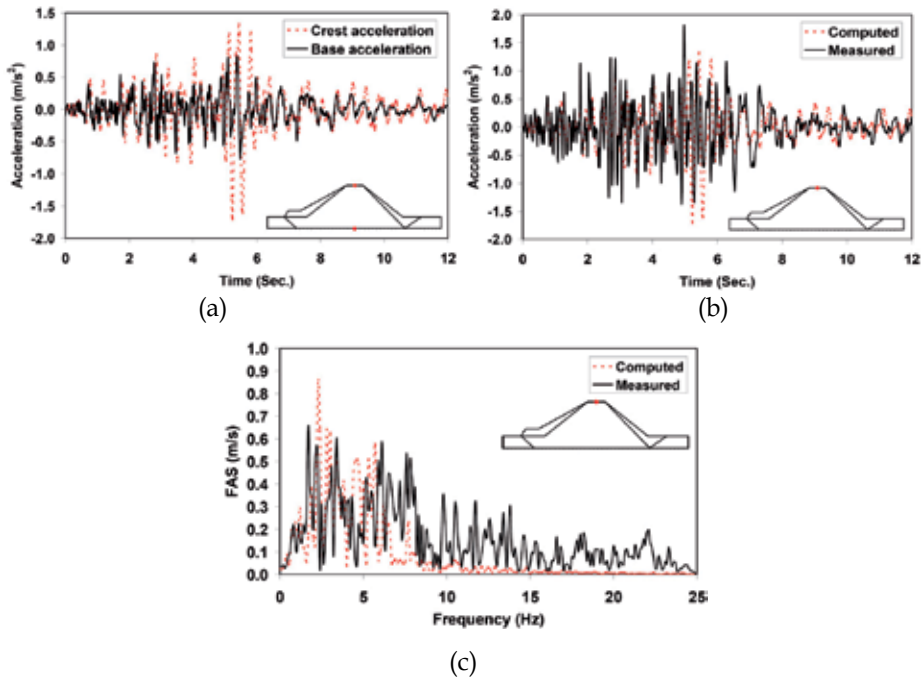 Crest acceleration
Base acceleration
Acceleration (m/s²)
1.5
1.0
0.5
0.0
-0.5
-1.0
-1.5
-2.0
0 2 4 6 8 10 12
Time (Sec.)
(a)
Computed
Measured
Acceleration (m/s²)
2.0
1.5
1.0
0.5
0.0
-0.5
-1.0
-1.5
-2.0
0 2 4 6 8 10 12
Time (Sec.)
(b)
Computed
Measured
FAS (m/s)
1.0
0.9
0.8
0.7
0.6
0.5
0.4
0.3
0.2
0.1
0.0
0 5 10 15 20 25
Frequency (Hz)
(c)